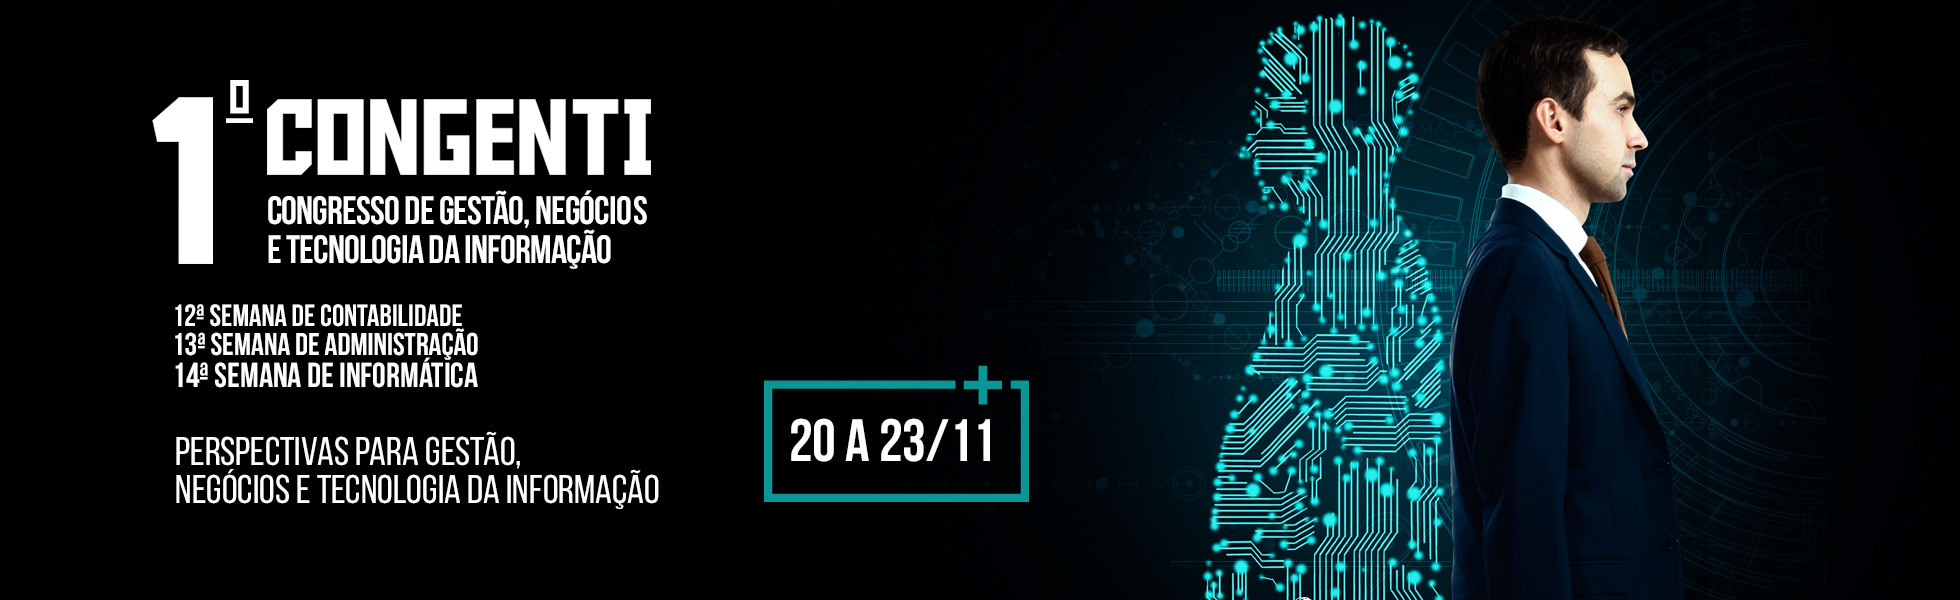 1º CONGENTI
CONGRESSO DE GESTÃO, NEGÓCIOS
E TECNOLOGIA DA INFORMAÇÃO
12ª SEMANA DE CONTABILIDADE
13ª SEMANA DE ADMINISTRAÇÃO
14ª SEMANA DE INFORMÁTICA
PERSPECTIVAS PARA GESTÃO,
NEGÓCIOS E TECNOLOGIA DA INFORMAÇÃO
20 A 23/11